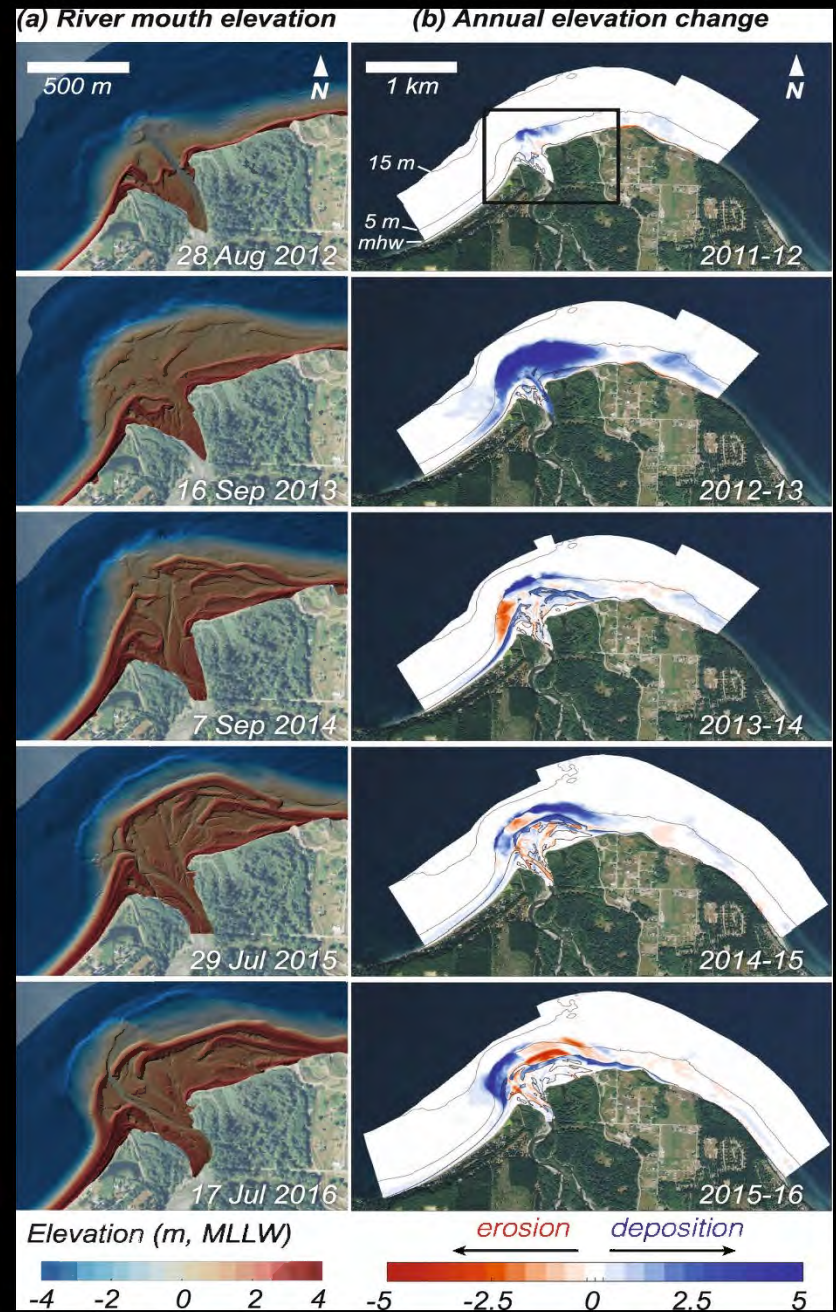 (a) River mouth elevation
(b) Annual elevation change
500 m
N
28 Aug 2012
1 km
N
15 m
5 m
mhw
2011-12
16 Sep 2013
2012-13
7 Sep 2014
2013-14
29 Jul 2015
2014-15
17 Jul 2016
2015-16
Elevation (m, MLLW)
-4 -2 0 2 4
erosion deposition
-5 -2.5 0 2.5 5